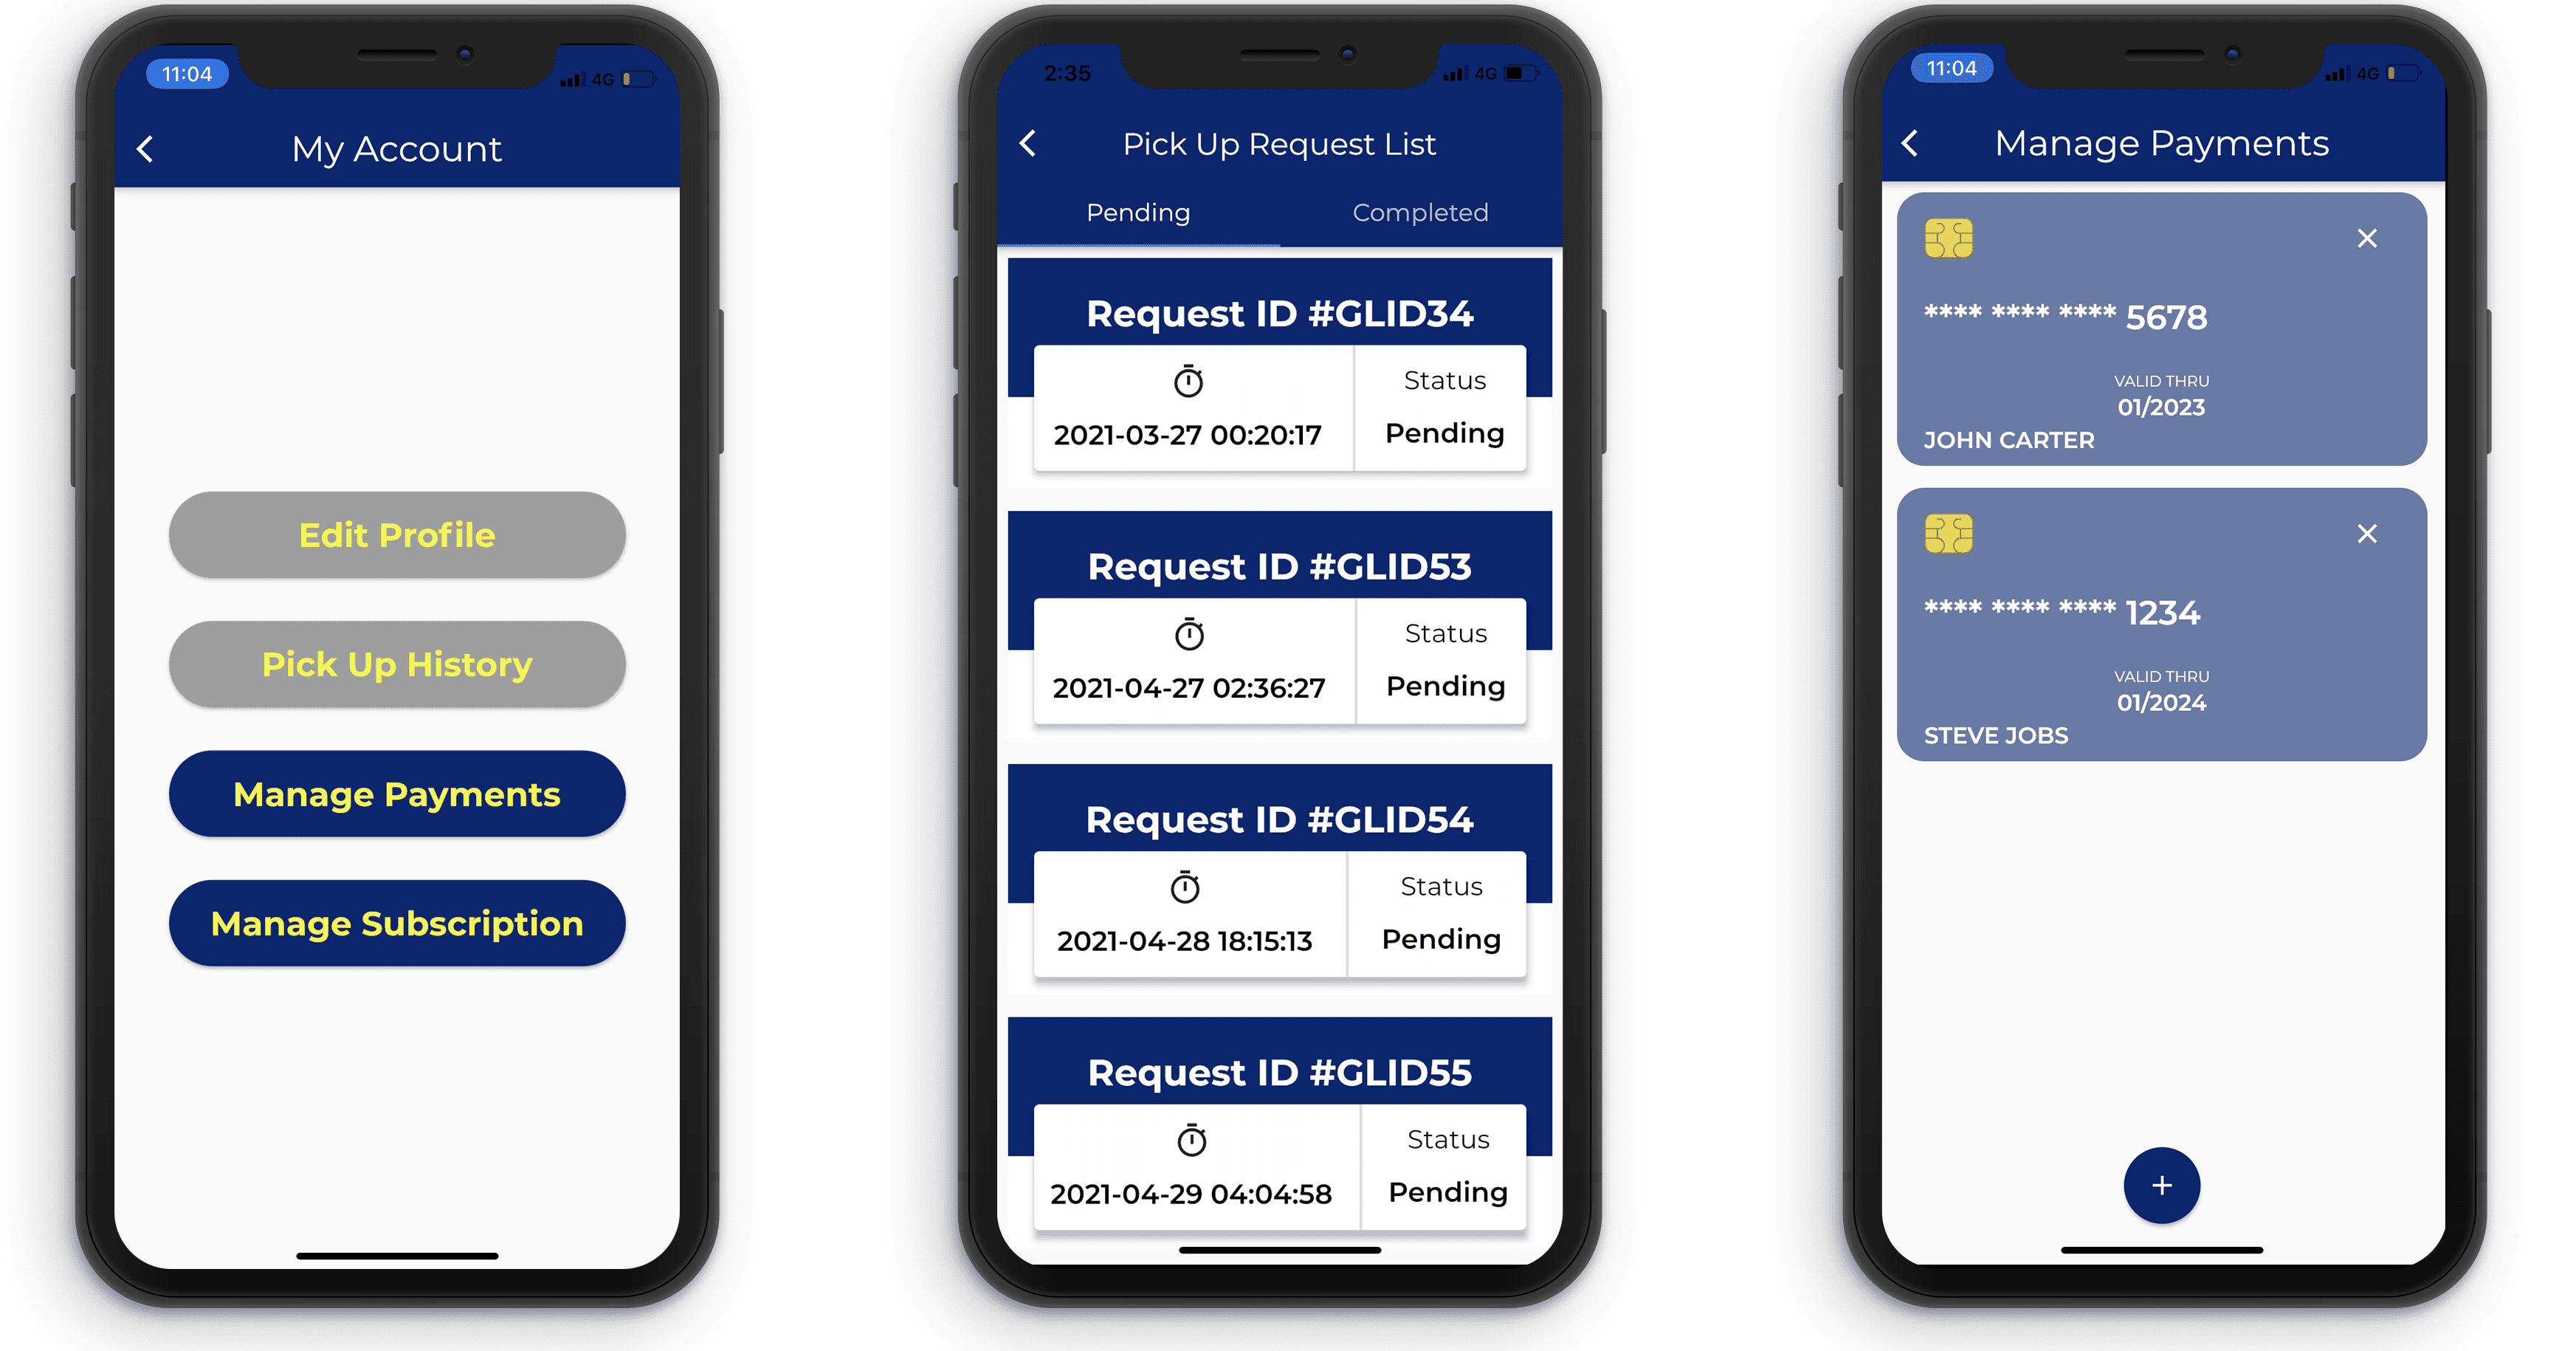 11:04
4G
My Account
Edit Profile
Pick Up History
Manage Payments
Manage Subscription
2:35
4G
Pick Up Request List
Pending Completed
Request ID #GLID34
Status
2021-03-27 00:20:17 Pending
Request ID #GLID53
Status
2021-04-27 02:36:27 Pending
Request ID #GLID54
Status
2021-04-28 18:15:13 Pending
Request ID #GLID55
Status
2021-04-29 04:04:58 Pending
11:04
4G
Manage Payments
**** **** **** 5678
VALID THRU
01/2023
JOHN CARTER
**** **** **** 1234
VALID THRU
01/2024
STEVE JOBS